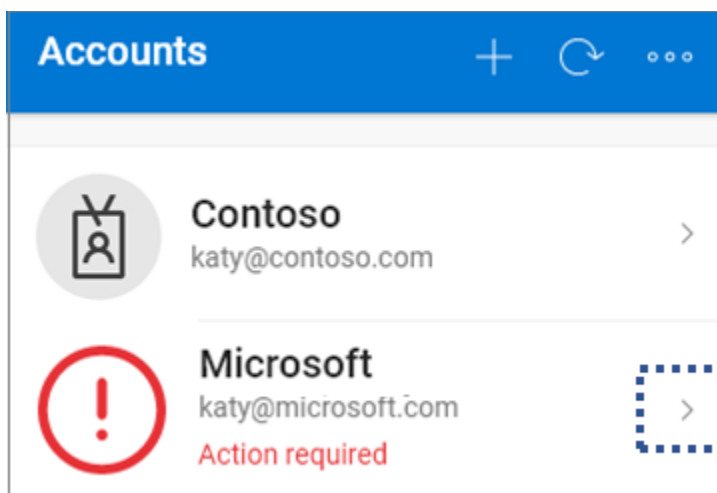 Accounts
Contoso
katy@contoso.com
Microsoft
katy@microsoft.com
Action required